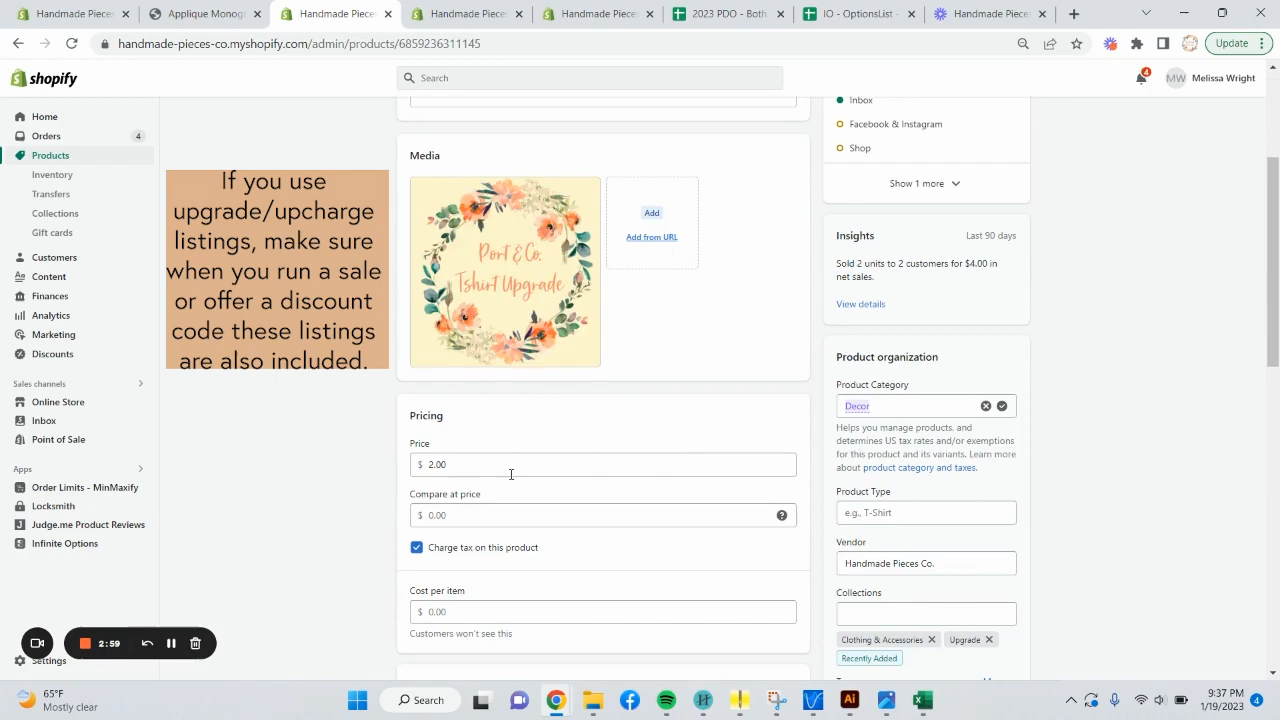 Handmade Piece
Applique Monog
Handmade Piece
Handmade Piece
Handmade Piece
2023 PDO - Both
IO - OptionsList -
Handmade Piece
handmade-pieces-co.myshopify.com/admin/products/6859236311145
Update
shopify
Search
4
MW
Melissa Wright
Home
Orders
4
Products
Inventory
Transfers
Collections
Gift cards
Customers
Content
Finances
Analytics
Marketing
Discounts
Sales channels
Online Store
Inbox
Point of Sale
Apps
Order Limits - MinMaxify
Locksmith
Judge.me Product Reviews
Infinite Options
Settings
2:59
If you use
upgrade/upcharge
listings, make sure
when you run a sale
or offer a discount
code these listings
are also included.
Media
Port & Co.
Tshirt Upgrade
Add
Add from URL
Pricing
Price
$ 2.00
Compare at price
$ 0.00
Charge tax on this product
Cost per item
$ 0.00
Customers won't see this
Inbox
Facebook & Instagram
Shop
Show 1 more
Insights
Last 90 days
Sold 2 units to 2 customers for $4.00 in
net sales.
View details
Product organization
Product Category
Decor
Helps you manage products, and
determines US tax rates and/or exemptions
for this product and its variants. Learn more
about product category and taxes.
Product Type
e.g., T-Shirt
Vendor
Handmade Pieces Co.
Collections
Clothing & Accessories
Upgrade
Recently Added
65°F
Mostly clear
Search
Ai
9:37 PM
1/19/2023
4